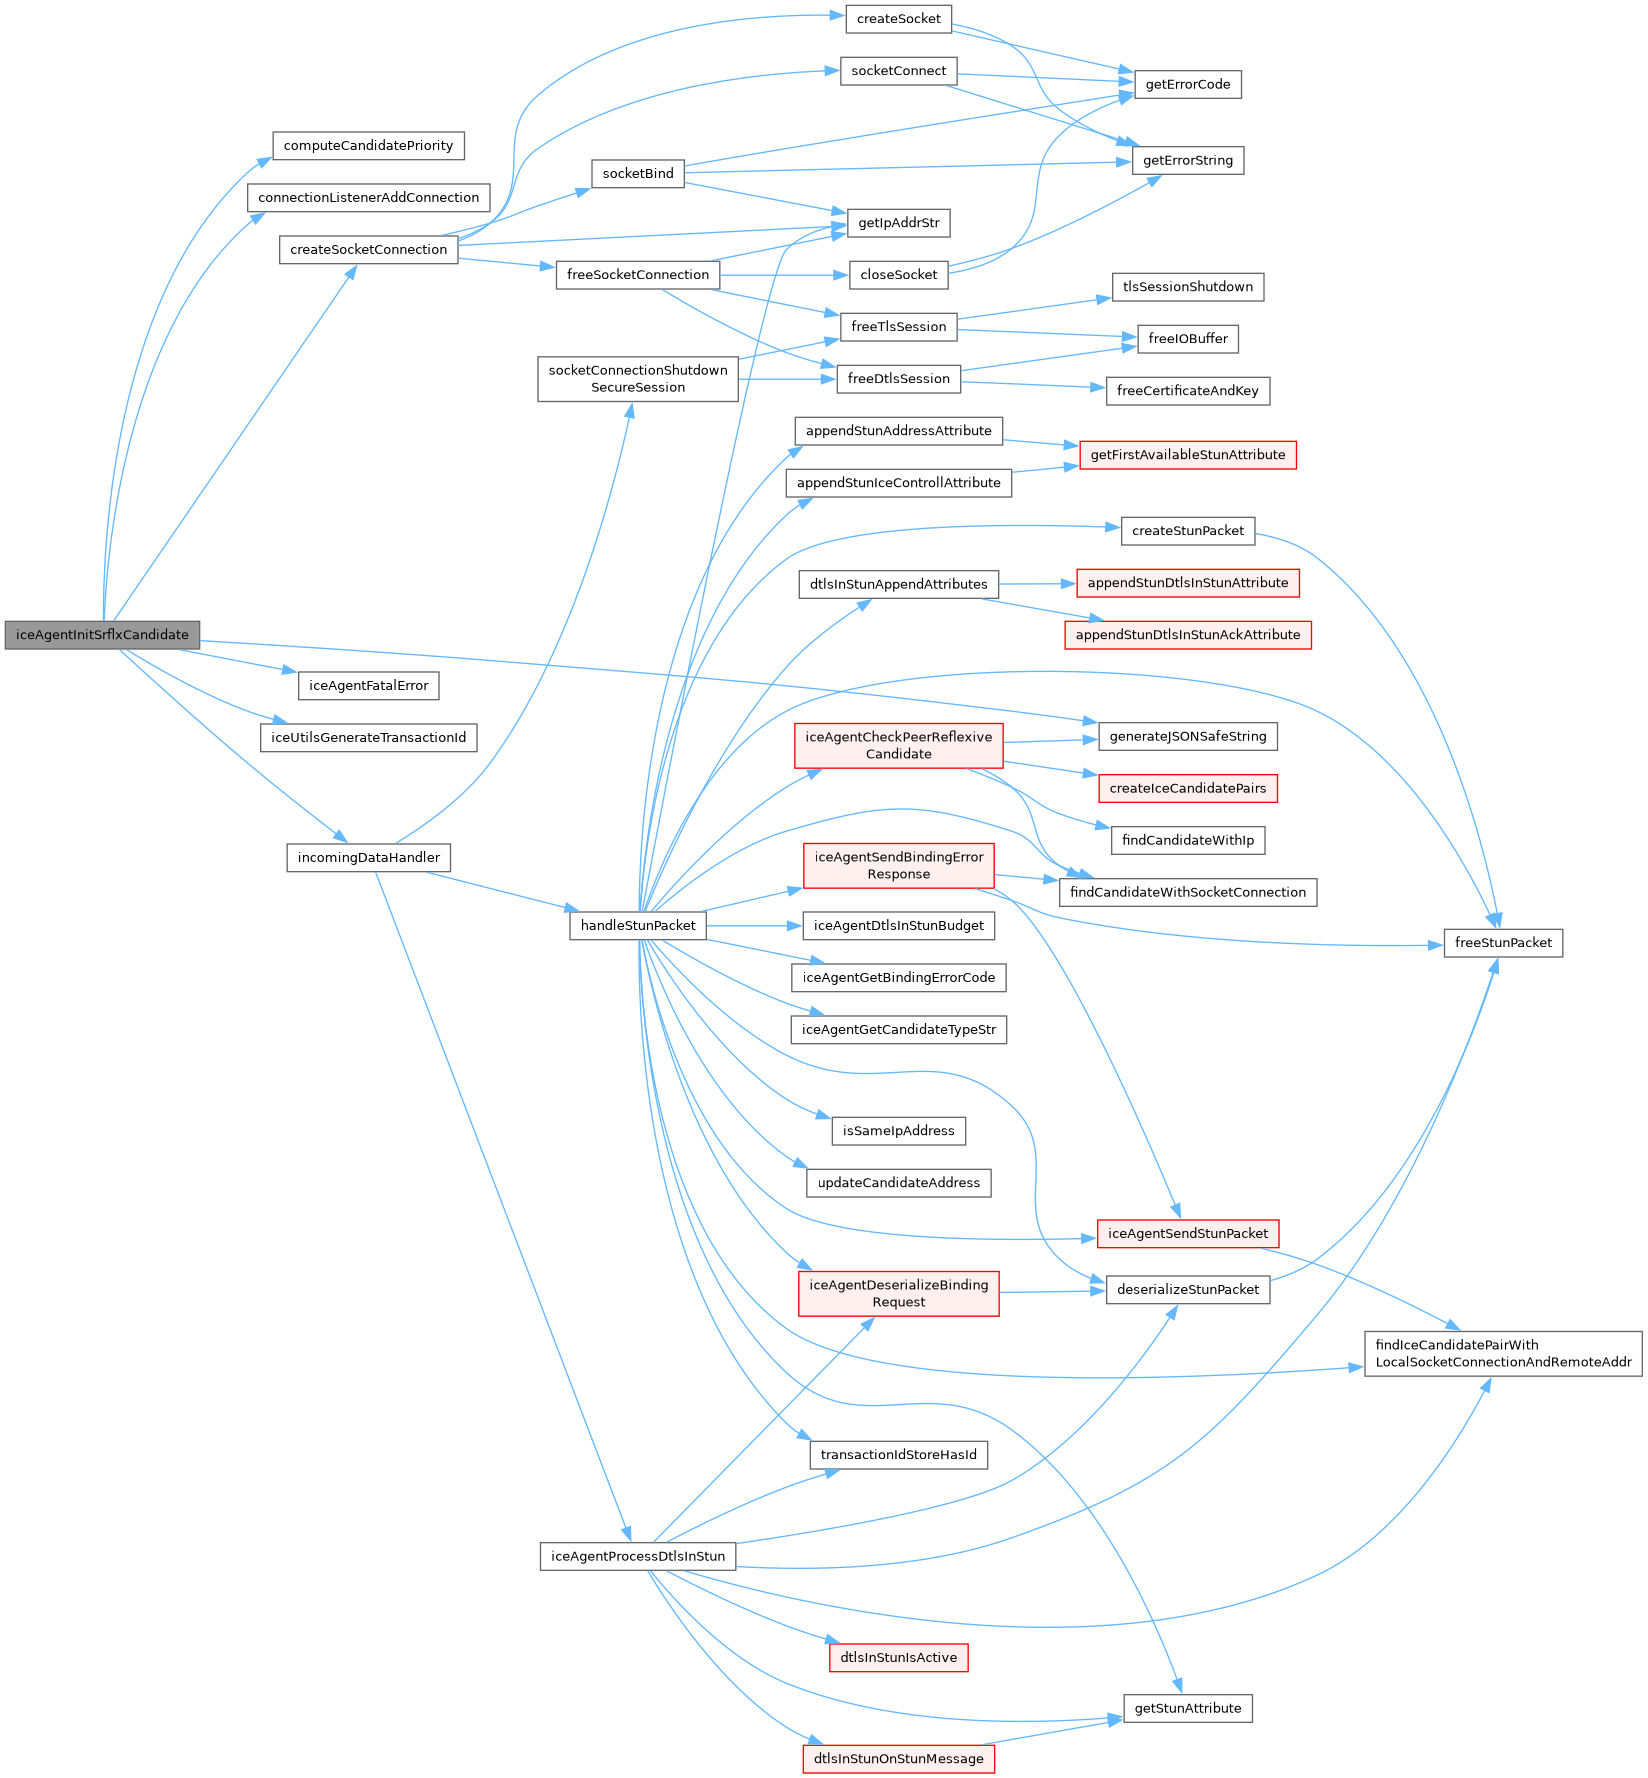 createSocket
socketConnect
getErrorCode
computeCandidatePriority
getErrorString
socketBind
connectionListenerAddConnection
getIpAddrStr
createSocketConnection
freeSocketConnection
closeSocket
tlsSessionShutdown
freeTlsSession
freeIOBuffer
socketConnectionShutdown
SecureSession
freeDtlsSession
freeCertificateAndKey
appendStunAddressAttribute
getFirstAvailableStunAttribute
appendStunIceControllAttribute
createStunPacket
dtlsInStunAppendAttributes
appendStunDtlsInStunAttribute
iceAgentInitSrflxCandidate
appendStunDtlsInStunAckAttribute
iceAgentFatalError
iceUtilsGenerateTransactionId
iceAgentCheckPeerReflexive
Candidate
generateJSONSafeString
createIceCandidatePairs
findCandidateWithIp
incomingDataHandler
iceAgentSendBindingError
Response
findCandidateWithSocketConnection
handleStunPacket
iceAgentDtlsInStunBudget
freeStunPacket
iceAgentGetBindingErrorCode
iceAgentGetCandidateTypeStr
isSameIpAddress
updateCandidateAddress
iceAgentSendStunPacket
iceAgentDeserializeBinding
Request
deserializeStunPacket
findIceCandidatePairWith
LocalSocketConnectionAndRemoteAddr
transactionIdStoreHasId
iceAgentProcessDtlsInStun
dtlsInStunIsActive
getStunAttribute
dtlsInStunOnStunMessage